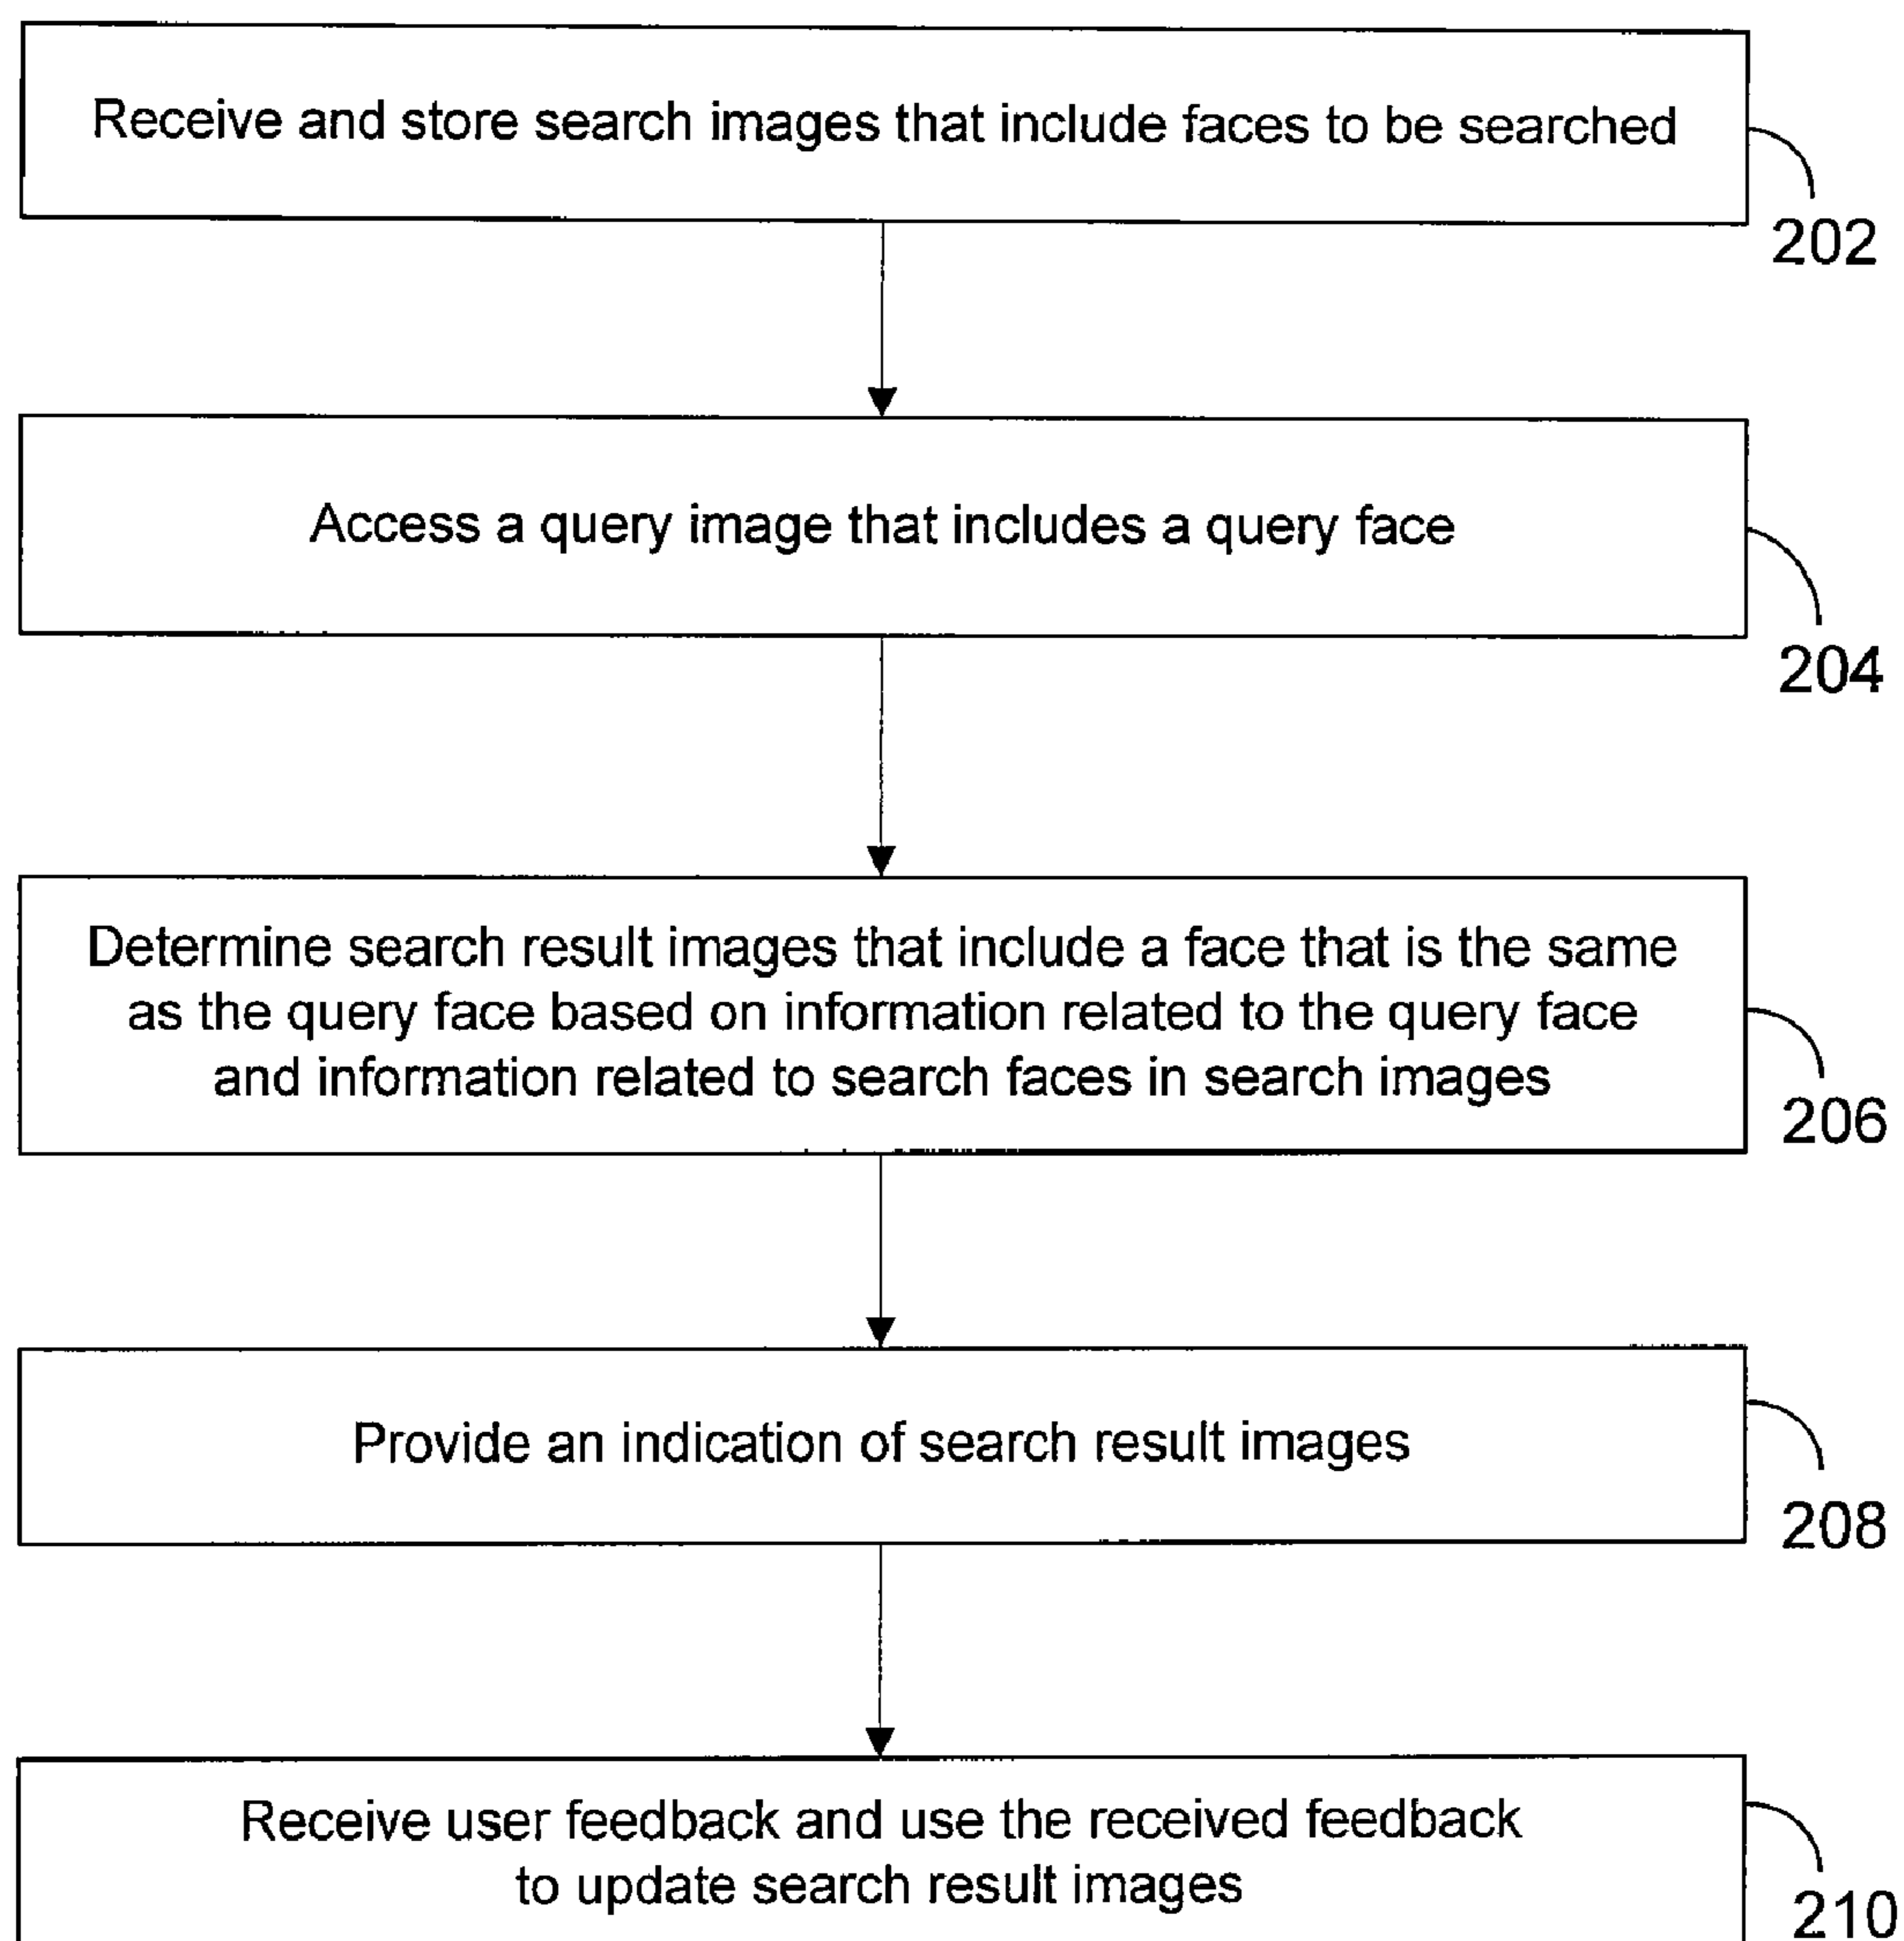 Receive and store search images that include faces to be searched
202
Access a query image that includes a query face
204
Determine search result images that include a face that is the same
as the query face based on information related to the query face
and information related to search faces in search images
206
Provide an indication of search result images
208
Receive user feedback and use the received feedback
to update search result images
210